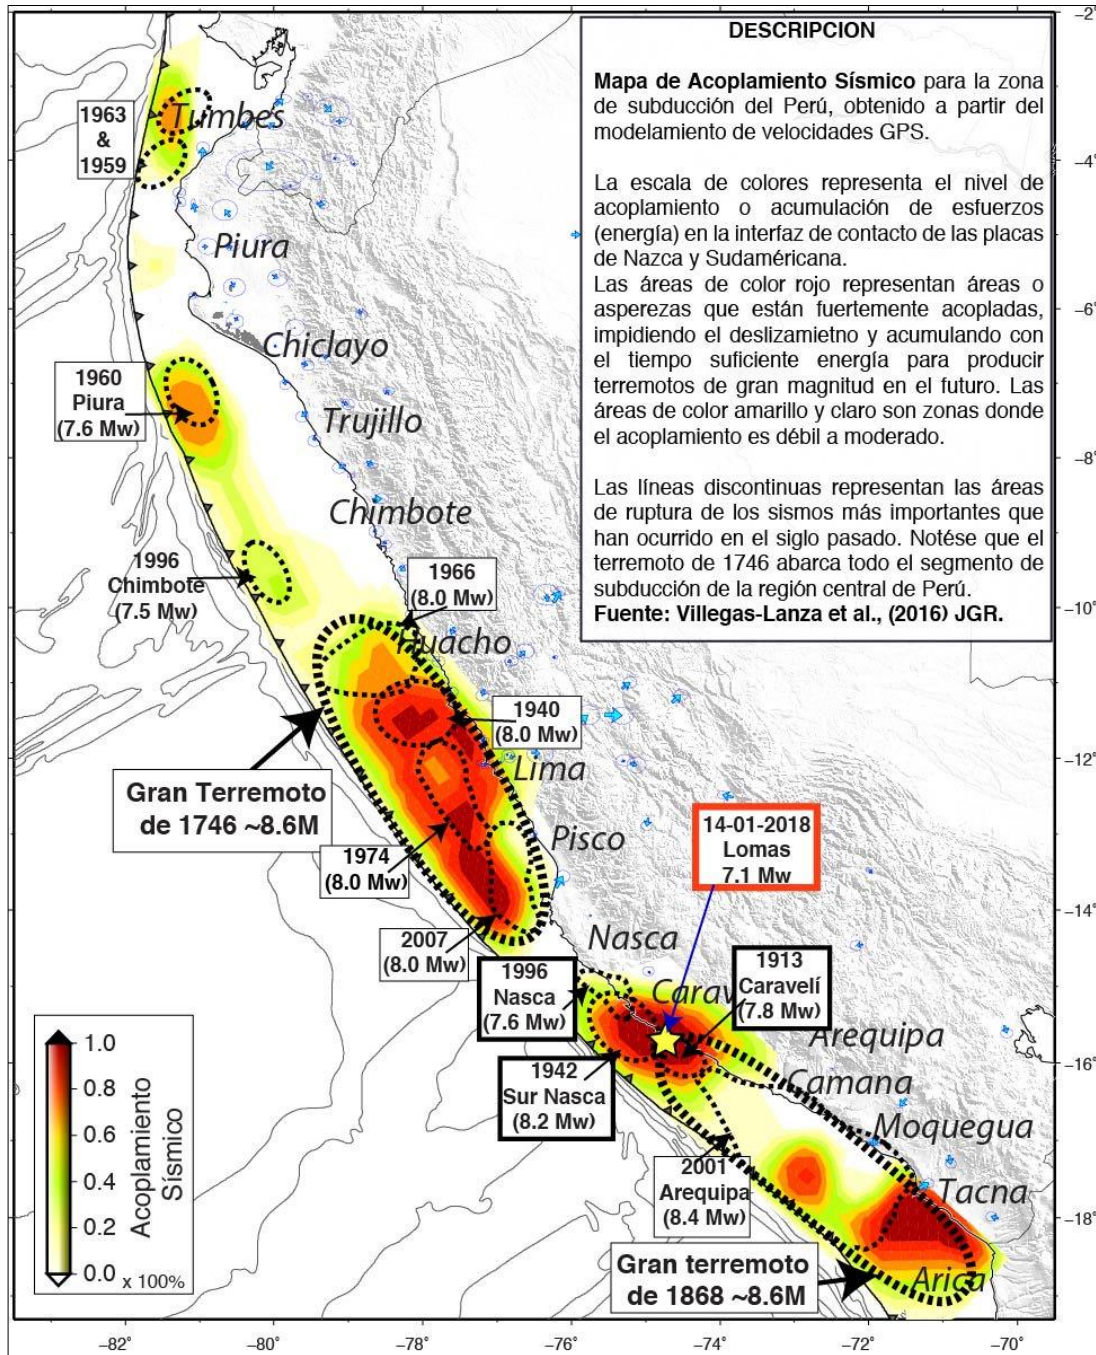 DESCRIPCION
Mapa de Acoplamiento Sísmico para la zona
de subducción del Perú, obtenido a partir del
modelamiento de velocidades GPS.
La escala de colores representa el nivel de
acoplamiento o acumulación de esfuerzos
(energía) en la interfaz de contacto de las placas
de Nazca y Sudaméricana.
Las áreas de color rojo representan áreas o
asperezas que están fuertemente acopladas,
impidiendo el deslizamietno y acumulando con
el tiempo suficiente energía para producir
terremotos de gran magnitud en el futuro. Las
áreas de color amarillo y claro son zonas donde
el acoplamiento es débil a moderado.
Las líneas discontinuas representan las áreas
de ruptura de los sismos más importantes que
han ocurrido en el siglo pasado. Notése que el
terremoto de 1746 abarca todo el segmento de
subducción de la región central de Perú.
Fuente: Villegas-Lanza et al., (2016) JGR.
1963
&
1959
Tumbes
Piura
Chiclayo
1960
Piura
(7.6 Mw)
Trujillo
Chimbote
1996
Chimbote
(7.5 Mw)
1966
(8.0 Mw)
Huacho
1940
(8.0 Mw)
Lima
Gran Terremoto
de 1746 ~8.6M
Pisco
14-01-2018
Lomas
7.1 Mw
1974
(8.0 Mw)
2007
(8.0 Mw)
Nasca
1996
Nasca
(7.6 Mw)
Carav
1913
Caravelí
(7.8 Mw)
Arequipa
1942
Sur Nasca
(8.2 Mw)
Camana
Moquegua
2001
Arequipa
(8.4 Mw)
Tacna
Gran terremoto
de 1868 ~8.6M
Arica
1.0
0.8
0.6
0.4
0.2
0.0
x 100%
Acoplamiento
Sísmico
−2°
−4°
−6°
−8°
−10°
−12°
−14°
−16°
−18°
−82°
−80°
−78°
−76°
−74°
−72°
−70°